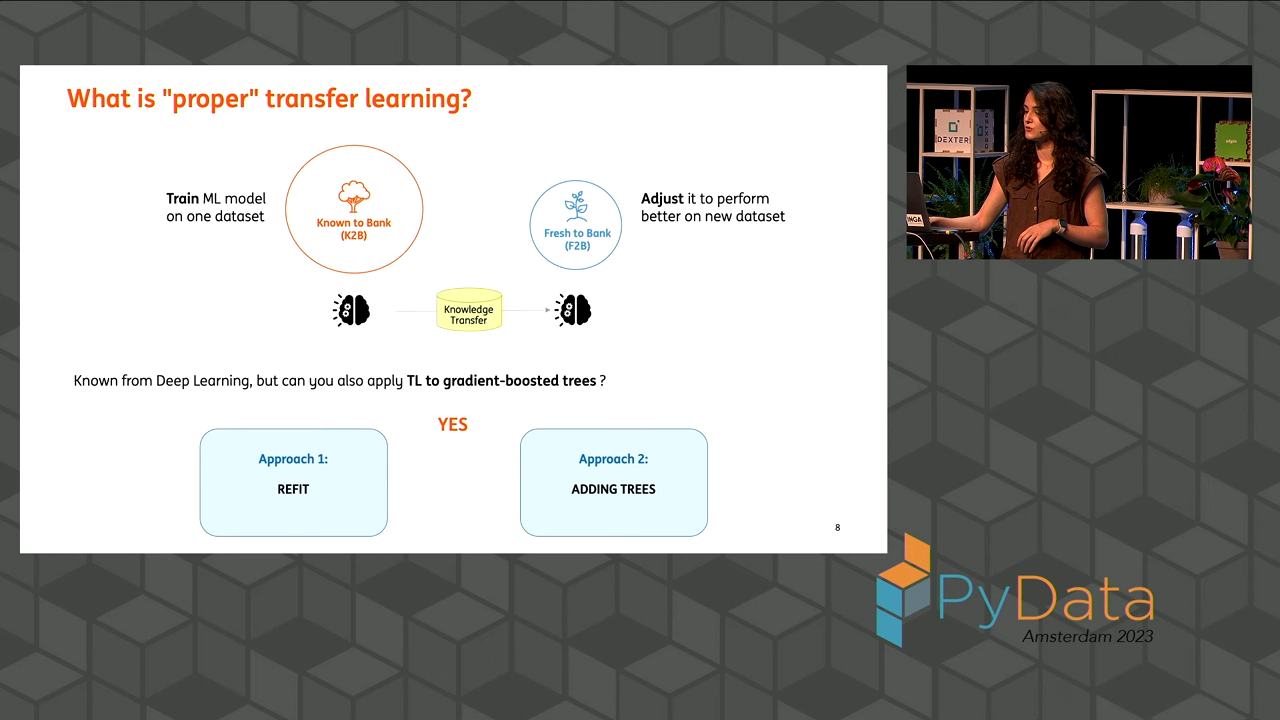 What is "proper" transfer learning?
Train ML model
on one dataset
Known to Bank
(K2B)
Fresh to Bank
(F2B)
Adjust it to perform
better on new dataset
Knowledge
Transfer
Known from Deep Learning, but can you also apply TL to gradient-boosted trees ?
YES
Approach 1:
REFIT
Approach 2:
ADDING TREES
8
DEXTER
INGA
PyData
Amsterdam 2023